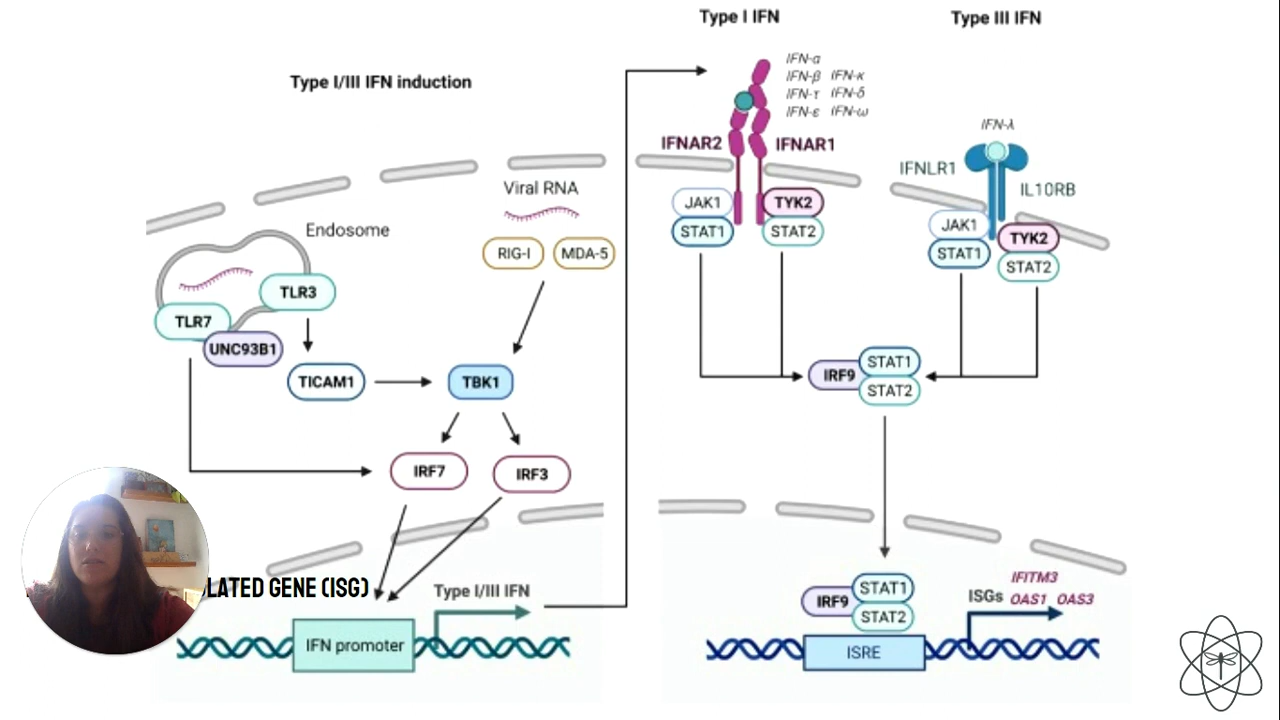 Type I IFN
Type III IFN
Type I/III IFN induction
IFN-α
IFN-β IFN-κ
IFN-τ IFN-δ
IFN-ε IFN-ω
IFNAR2
IFNAR1
IFN-λ
IFNLR1
IL10RB
Viral RNA
JAK1
TYK2
STAT1
STAT2
JAK1
TYK2
STAT1
STAT2
Endosome
RIG-I
MDA-5
TLR3
TLR7
UNC93B1
TICAM1
TBK1
IRF9
STAT1
STAT2
IRF7
IRF3
LATED GENE (ISG)
Type I/III IFN
IFN promoter
IRF9
STAT1
STAT2
ISGs
IFITM3
OAS1 OAS3
ISRE